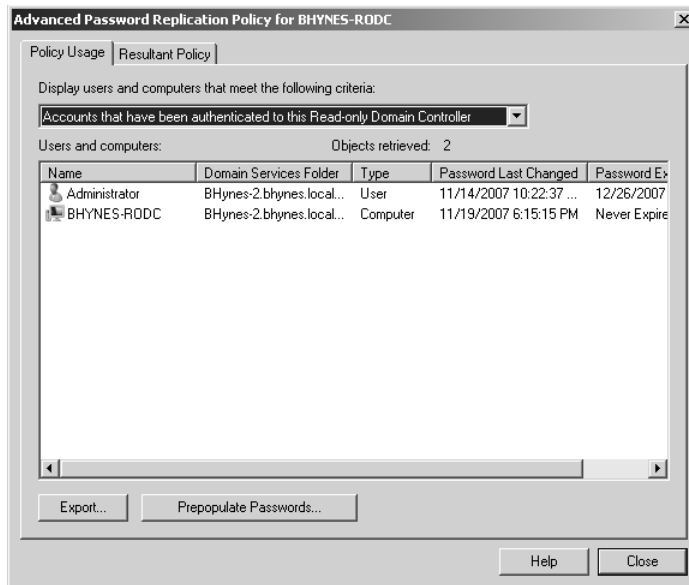 Advanced Password Replication Policy for BHYNES-RODC
Policy Usage Resultant Policy
Display users and computers that meet the following criteria:
Accounts that have been authenticated to this Read-only Domain Controller
Users and computers: Objects retrieved: 2
Name Domain Services Folder Type Password Last Changed Password Ex
Administrator BHynes-2.bhynes.local... User 11/14/2007 10:22:37 ... 12/26/2007
BHYNES-RODC BHynes-2.bhynes.local... Computer 11/19/2007 6:15:15 PM Never Expire
Export... Prepopulate Passwords...
Help Close